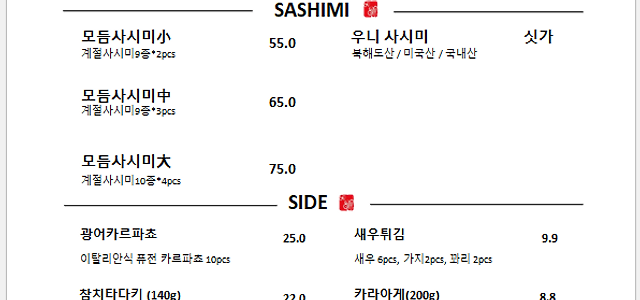 SASHIMI
모듬사시미小 55.0
계절사시미9종*2pcs
우니 사시미 싯가
북해도산 / 미국산 / 국내산
모듬사시미中 65.0
계절사시미9종*3pcs
모듬사시미大 75.0
계절사시미10종*4pcs
SIDE
광어카르파쵸 25.0
이탈리안식 퓨전 카르파쵸 10pcs
새우튀김 9.9
새우 6pcs, 가지2pcs, 꽈리 2pcs
참치타다키 (140g) 22.0
카라아게(200g) 8.8